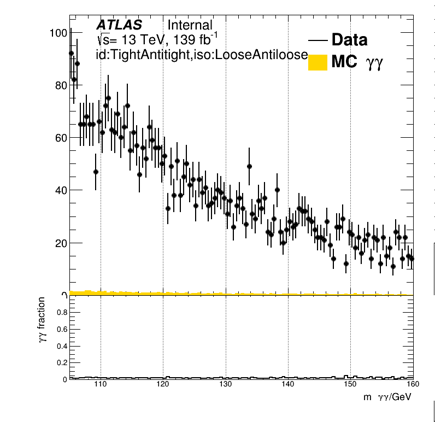 ATLAS Internal
√s= 13 TeV, 139 fb⁻¹
id:TightAntitight,iso:LooseAntiloose
Data
MC γγ
100
80
60
40
20
0
γγ fraction
0.8
0.6
0.4
0.2
0
110 120 130 140 150 160
m γγ/GeV